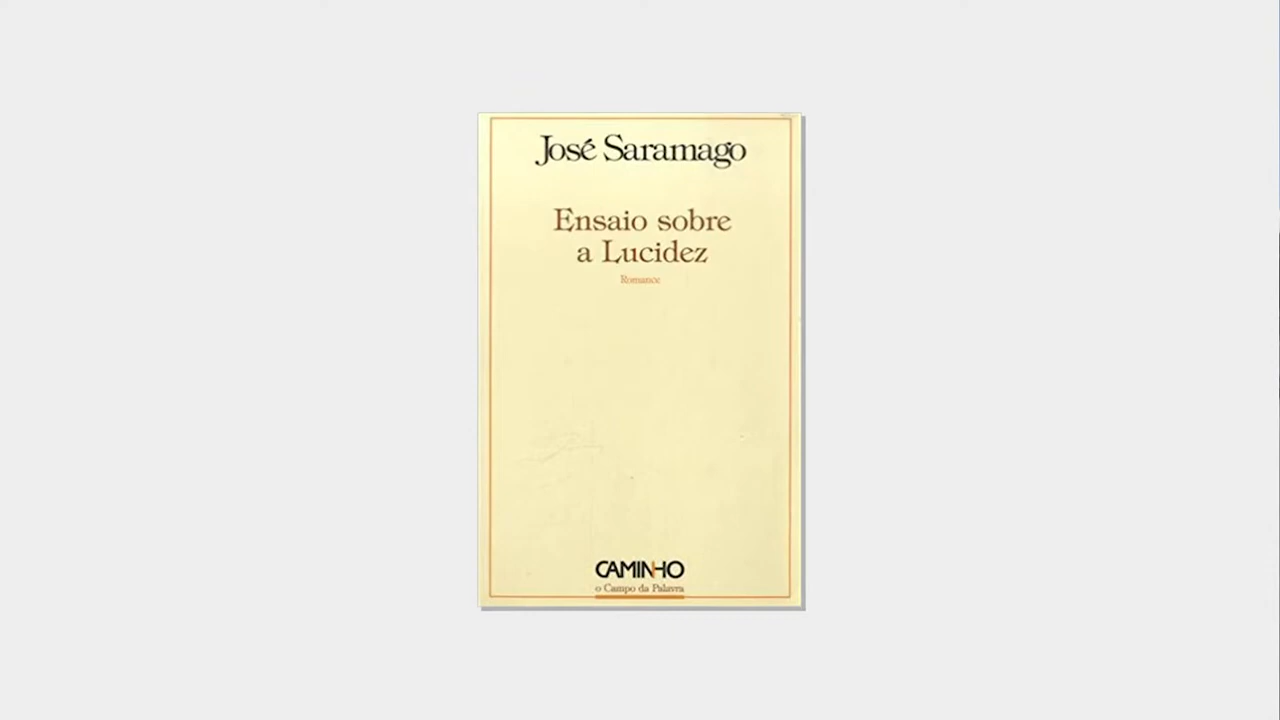 José Saramago
Ensaio sobre
a Lucidez
Romance
CAMINHO
o Campo da Palavra